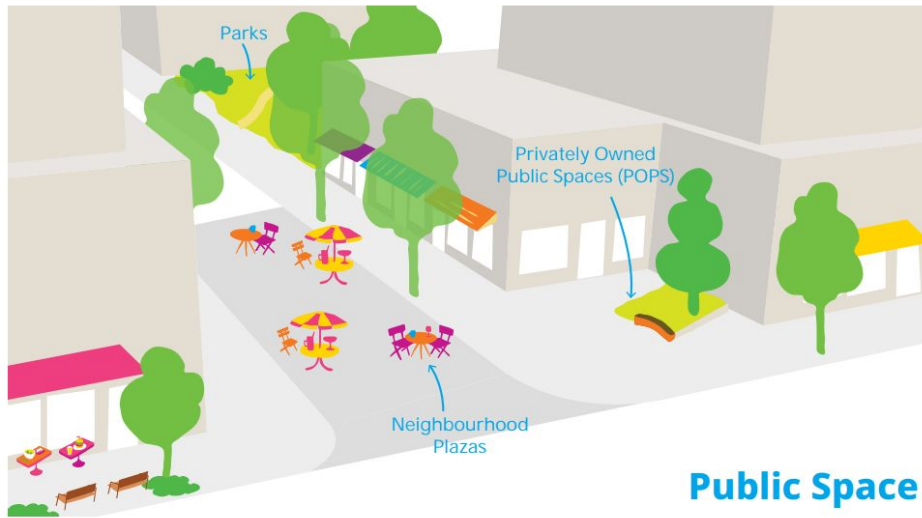 Parks
Privately Owned
Public Spaces (POPS)
Neighbourhood
Plazas
Public Space